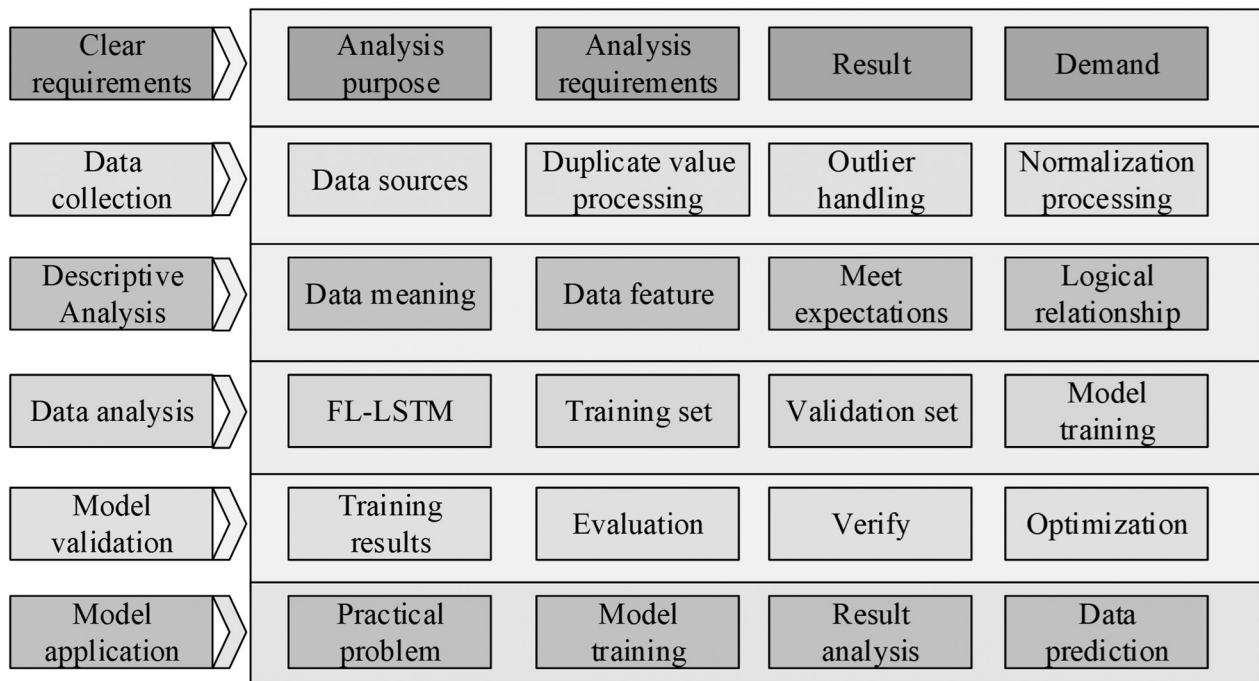 Clear
requirements
Analysis
purpose
Analysis
requirements
Result
Demand
Data
collection
Data sources
Duplicate value
processing
Outlier
handling
Normalization
processing
Descriptive
Analysis
Data meaning
Data feature
Meet
expectations
Logical
relationship
Data analysis
FL-LSTM
Training set
Validation set
Model
training
Model
validation
Training
results
Evaluation
Verify
Optimization
Model
application
Practical
problem
Model
training
Result
analysis
Data
prediction